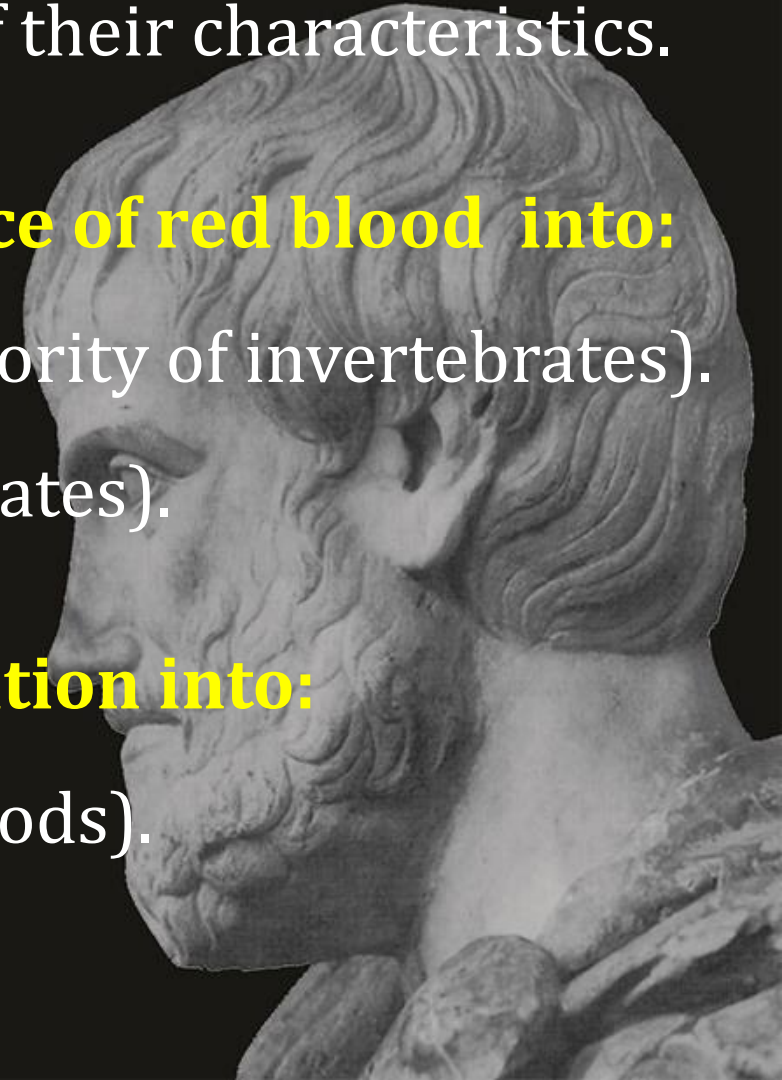 f their characteristics.
ce of red blood into:
ority of invertebrates).
ates).
tion into:
ods).